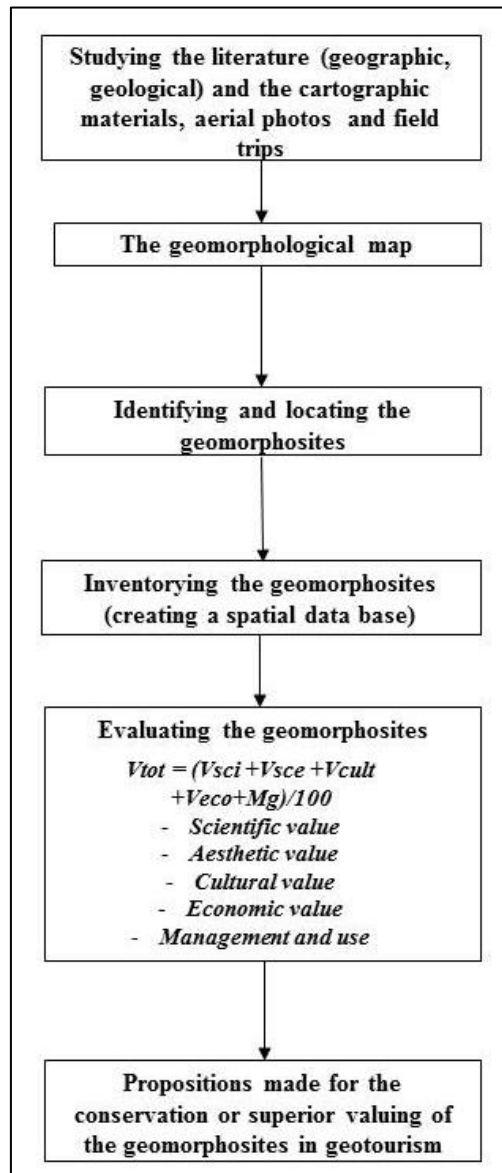 Studying the literature (geographic,
geological) and the cartographic
materials, aerial photos and field
trips
The geomorphological map
Identifying and locating the
geomorphosites
Inventorying the geomorphosites
(creating a spatial data base)
Evaluating the geomorphosites
Vtot = (Vsci +Vsce +Vcult
+Veco+Mg)/100
- Scientific value
- Aesthetic value
- Cultural value
- Economic value
- Management and use
Propositions made for the
conservation or superior valuing of
the geomorphosites in geotourism